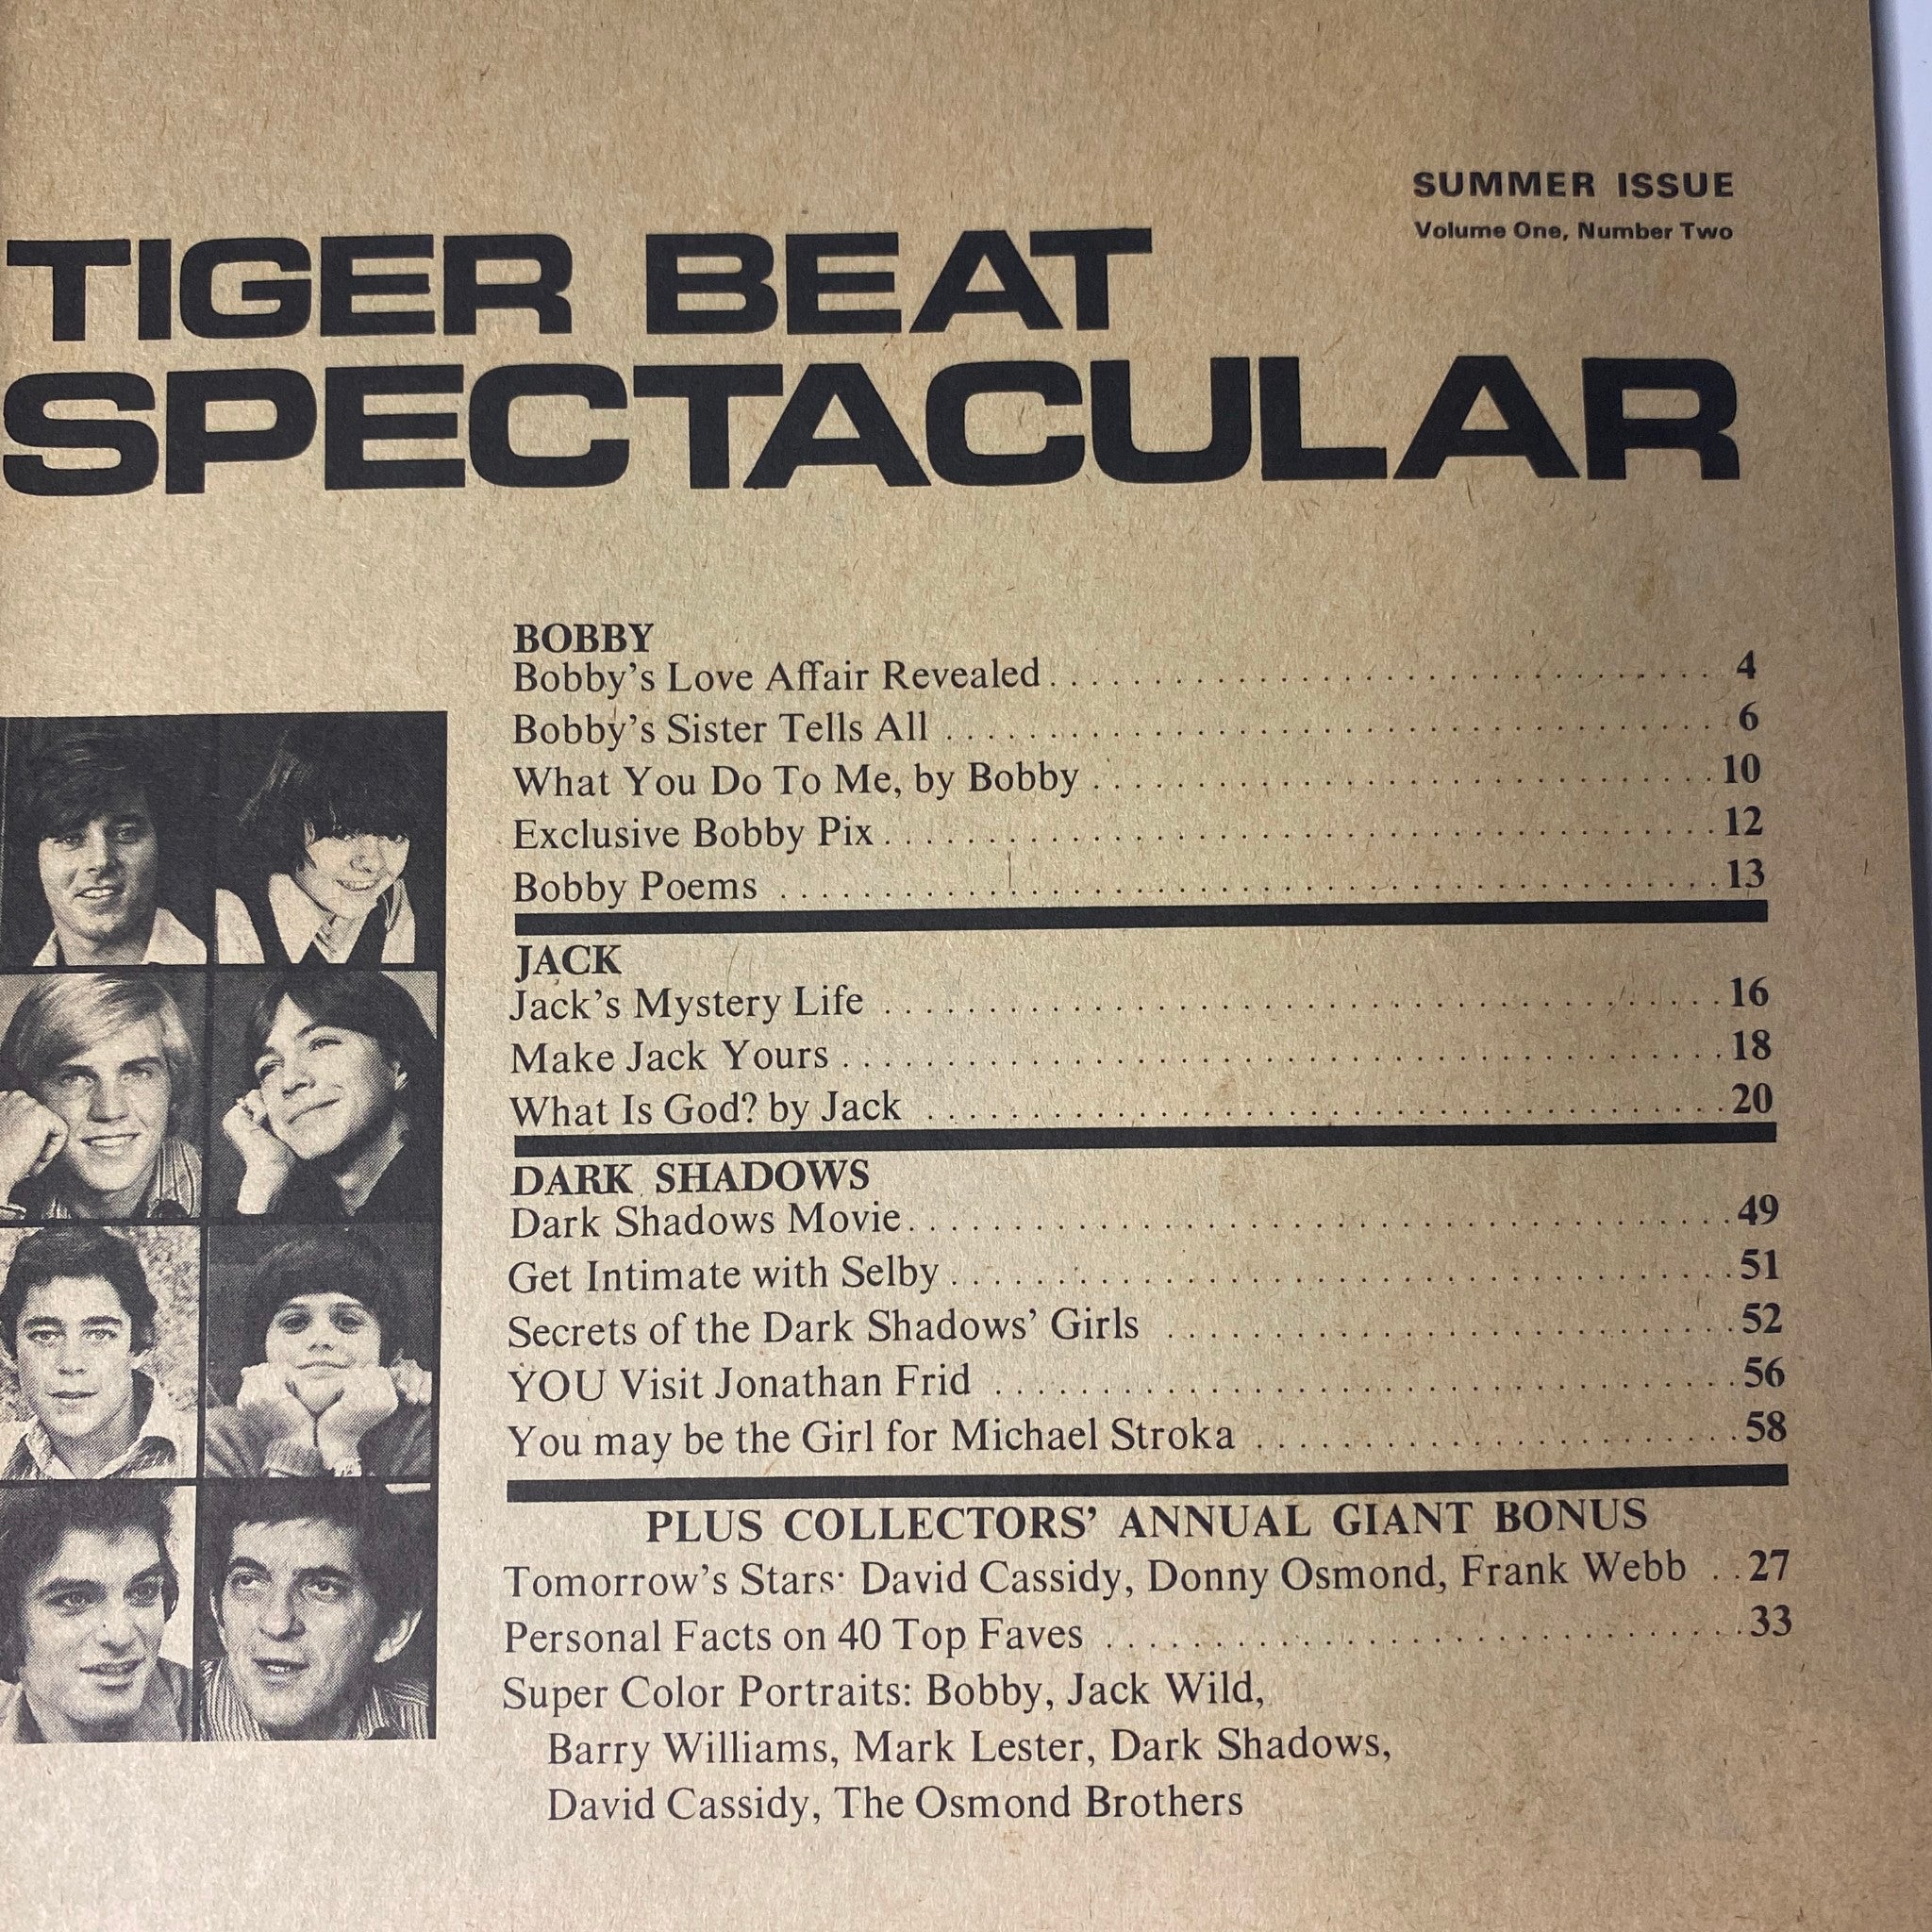 SUMMER ISSUE
Volume One, Number Two
TIGER BEAT
SPECTACULAR
BOBBY
Bobby's Love Affair Revealed. . . . . . . . . . . . . . . . . . . . . . . . . . . . . 4
Bobby's Sister Tells All . . . . . . . . . . . . . . . . . . . . . . . . . . . . . . . . . 6
What You Do To Me, by Bobby . . . . . . . . . . . . . . . . . . . . . . . . . . 10
Exclusive Bobby Pix . . . . . . . . . . . . . . . . . . . . . . . . . . . . . . . . . . . 12
Bobby Poems . . . . . . . . . . . . . . . . . . . . . . . . . . . . . . . . . . . . . . . 13
JACK
Jack's Mystery Life . . . . . . . . . . . . . . . . . . . . . . . . . . . . . . . . . . . 16
Make Jack Yours . . . . . . . . . . . . . . . . . . . . . . . . . . . . . . . . . . . . . 18
What Is God? by Jack . . . . . . . . . . . . . . . . . . . . . . . . . . . . . . . . . 20
DARK SHADOWS
Dark Shadows Movie. . . . . . . . . . . . . . . . . . . . . . . . . . . . . . . . . . 49
Get Intimate with Selby . . . . . . . . . . . . . . . . . . . . . . . . . . . . . . . . 51
Secrets of the Dark Shadows' Girls . . . . . . . . . . . . . . . . . . . . . . . 52
YOU Visit Jonathan Frid . . . . . . . . . . . . . . . . . . . . . . . . . . . . . . . 56
You may be the Girl for Michael Stroka . . . . . . . . . . . . . . . . . . . . 58
PLUS COLLECTORS' ANNUAL GIANT BONUS
Tomorrow's Stars: David Cassidy, Donny Osmond, Frank Webb . . 27
Personal Facts on 40 Top Faves . . . . . . . . . . . . . . . . . . . . . . . . . . 33
Super Color Portraits: Bobby, Jack Wild,
Barry Williams, Mark Lester, Dark Shadows,
David Cassidy, The Osmond Brothers